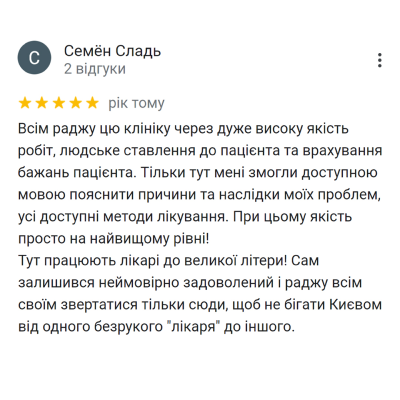 С
Семён Сладь
2 відгуки
рік тому
Всім раджу цю клініку через дуже високу якість
робіт, людське ставлення до пацієнта та врахування
бажань пацієнта. Тільки тут мені змогли доступною
мовою пояснити причини та наслідки моїх проблем,
усі доступні методи лікування. При цьому якість
просто на найвищому рівні!
Тут працюють лікарі до великої літери! Сам
залишився неймовірно задоволений і раджу всім
своїм звертатися тільки сюди, щоб не бігати Києвом
від одного безрукого "лікаря" до іншого.